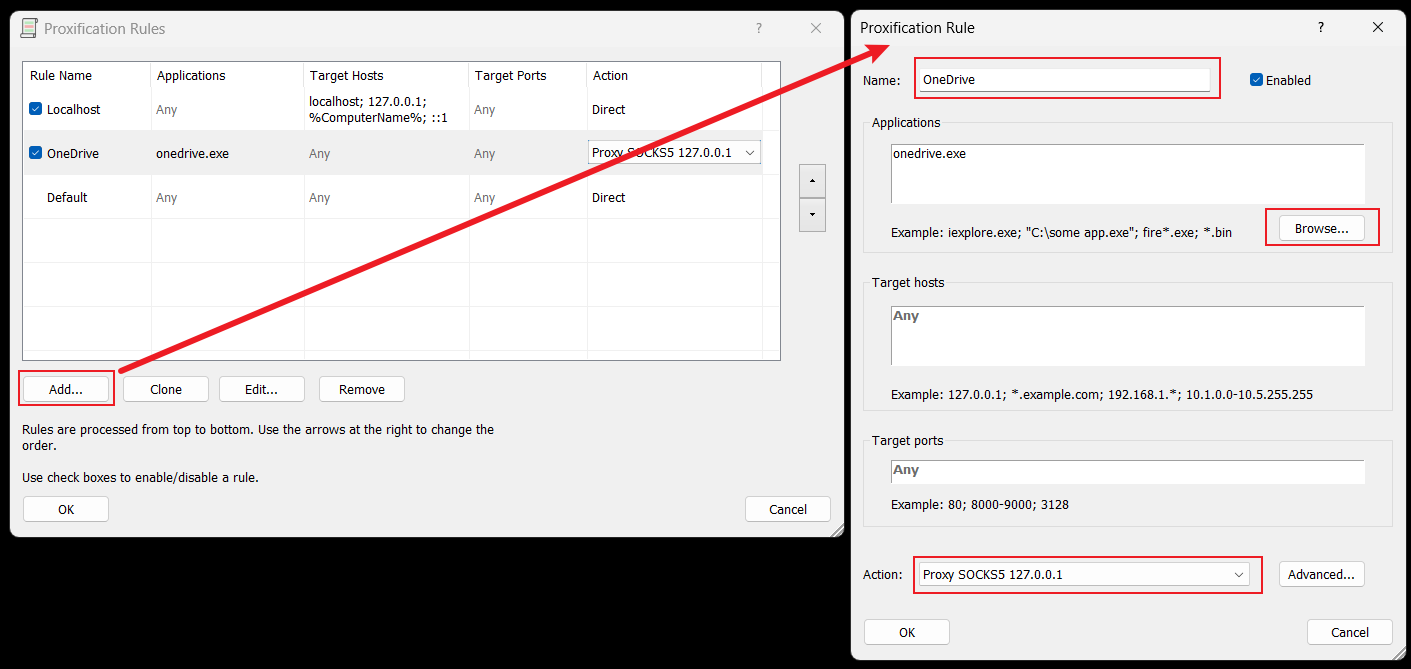 Proxification Rules
?
Rule Name Applications Target Hosts Target Ports Action
Localhost Any localhost; 127.0.0.1; %ComputerName%; ::1 Any Direct
OneDrive onedrive.exe Any Any Proxy SOCKS5 127.0.0.1
Default Any Any Any Direct
Add... Clone Edit... Remove
Rules are processed from top to bottom. Use the arrows at the right to change the
order.
Use check boxes to enable/disable a rule.
OK Cancel
Proxification Rule
?
Name: OneDrive Enabled
Applications
onedrive.exe
Example: iexplore.exe; "C:\some app.exe"; fire*.exe; *.bin Browse...
Target hosts
Any
Example: 127.0.0.1; *.example.com; 192.168.1.*; 10.1.0.0-10.5.255.255
Target ports
Any
Example: 80; 8000-9000; 3128
Action: Proxy SOCKS5 127.0.0.1 Advanced...
OK Cancel